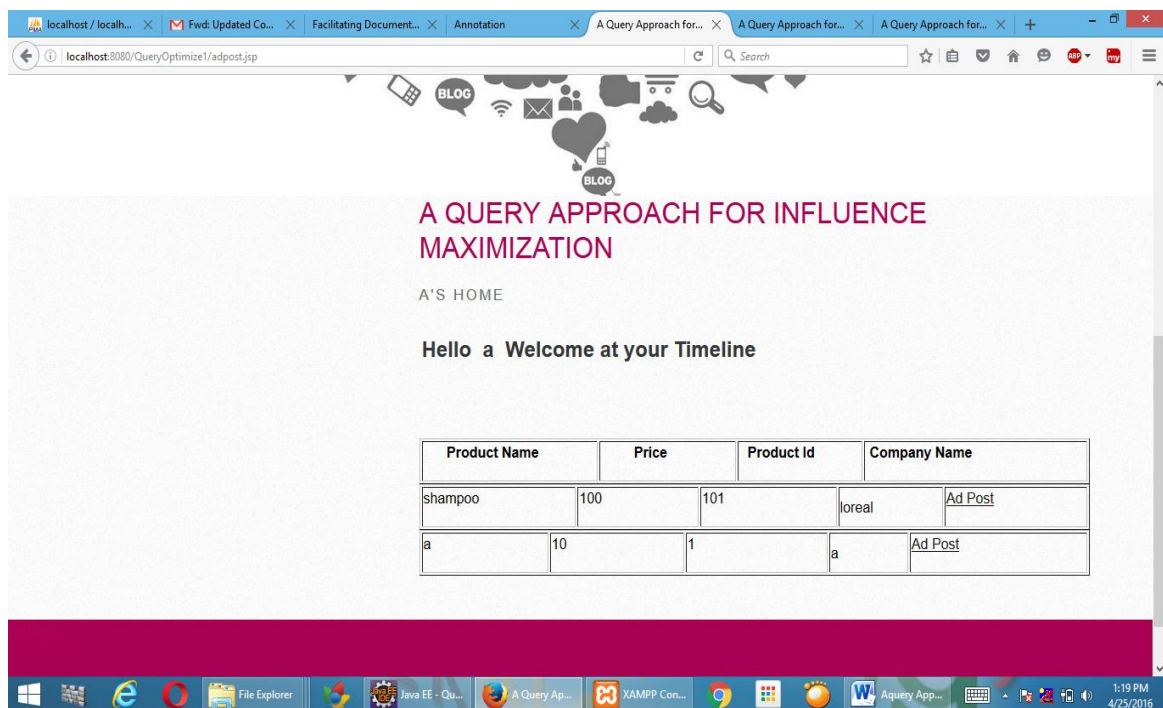 localhost / localh...
Fwd: Updated Co...
Facilitating Document...
Annotation
A Query Approach for...
A Query Approach for...
A Query Approach for...
localhost:8080/QueryOptimize1/adpost.jsp
Search
ABP
my
BLOG
BLOG
A QUERY APPROACH FOR INFLUENCE
MAXIMIZATION
A'S HOME
Hello a Welcome at your Timeline
Product Name Price Product Id Company Name
shampoo 100 101 loreal Ad Post
a 10 1 a Ad Post
File Explorer
Java EE - Qu...
A Query Ap...
XAMPP Con...
Aquery App...
1:19 PM
4/25/2016